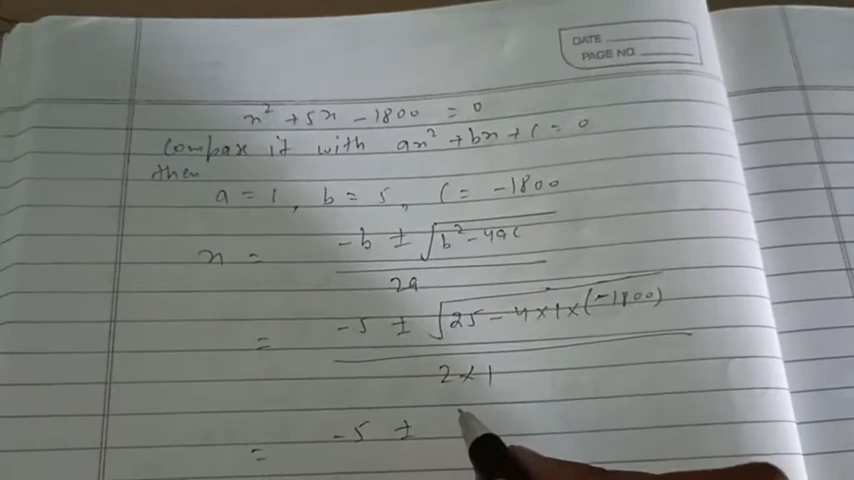 DATE
PAGE NO.
x² + 5x - 1800 = 0
Compare it with ax² + bx + c = 0
then
a = 1, b = 5, c = -1800
x = -b ± √b² - 4ac
2a
= -5 ± √25 - 4×1×(-1800)
2×1
= -5 ±